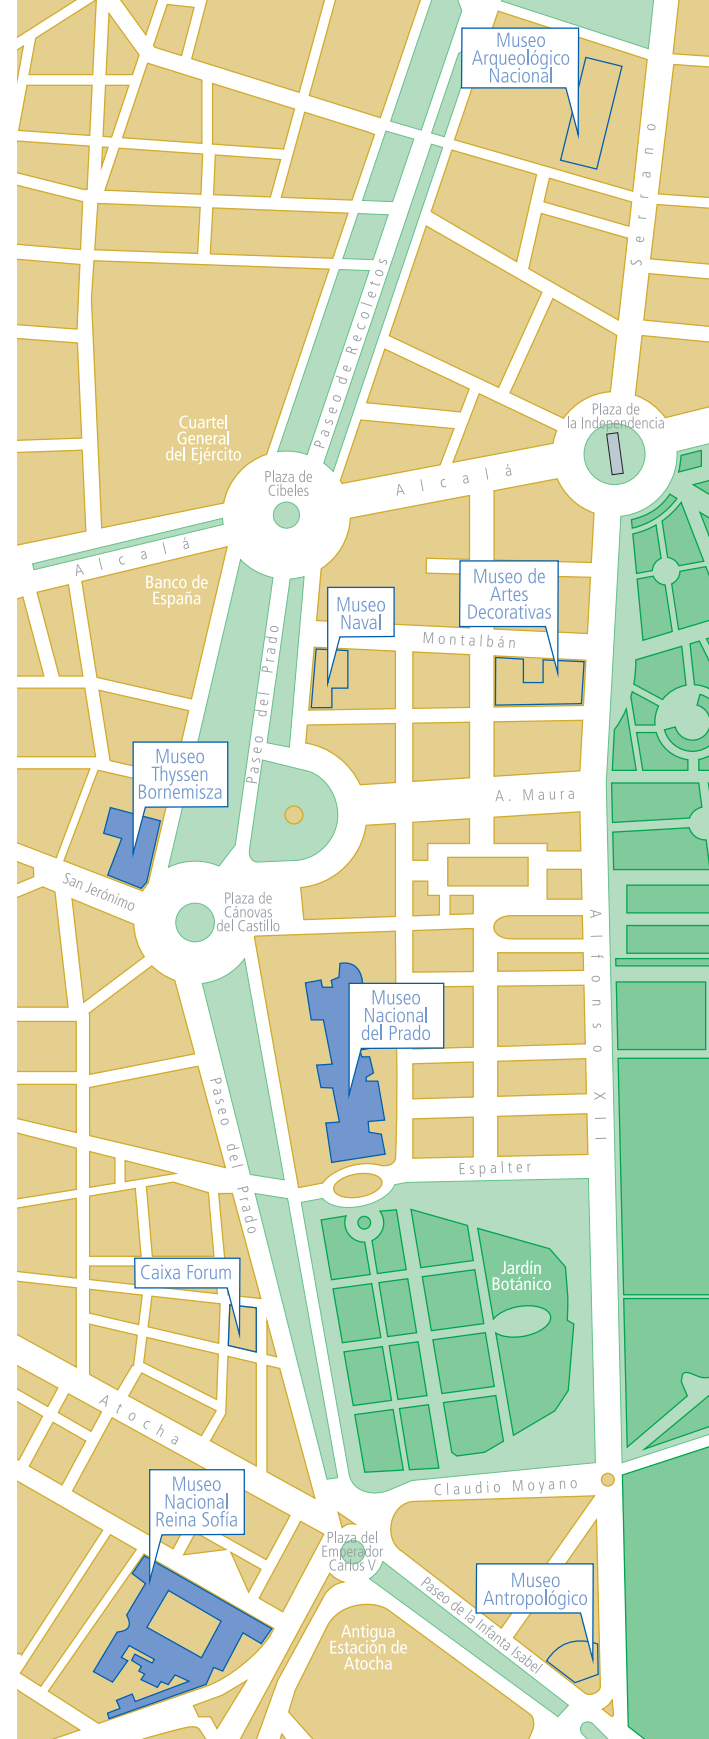 Museo
Arqueológico
Nacional
Serrano
Paseo de Recoletos
Plaza de
la Independencia
Cuartel
General
del Ejército
Plaza de
Cibeles
Alcalá
Alcalá
Banco de
España
Museo de
Artes
Decorativas
Museo
Naval
Montalbán
Paseo del Prado
Museo
Thyssen
Bornemisza
A. Maura
San Jerónimo
Plaza de
Cánovas
del Castillo
Alfonso XII
Museo
Nacional
del Prado
Paseo del Prado
Espalter
Jardín
Botánico
Caixa Forum
Atocha
Claudio Moyano
Museo
Nacional
Reina Sofía
Plaza del
Emperador
Carlos V
Paseo de la Infanta Isabel
Museo
Antropológico
Antigua
Estación de
Atocha